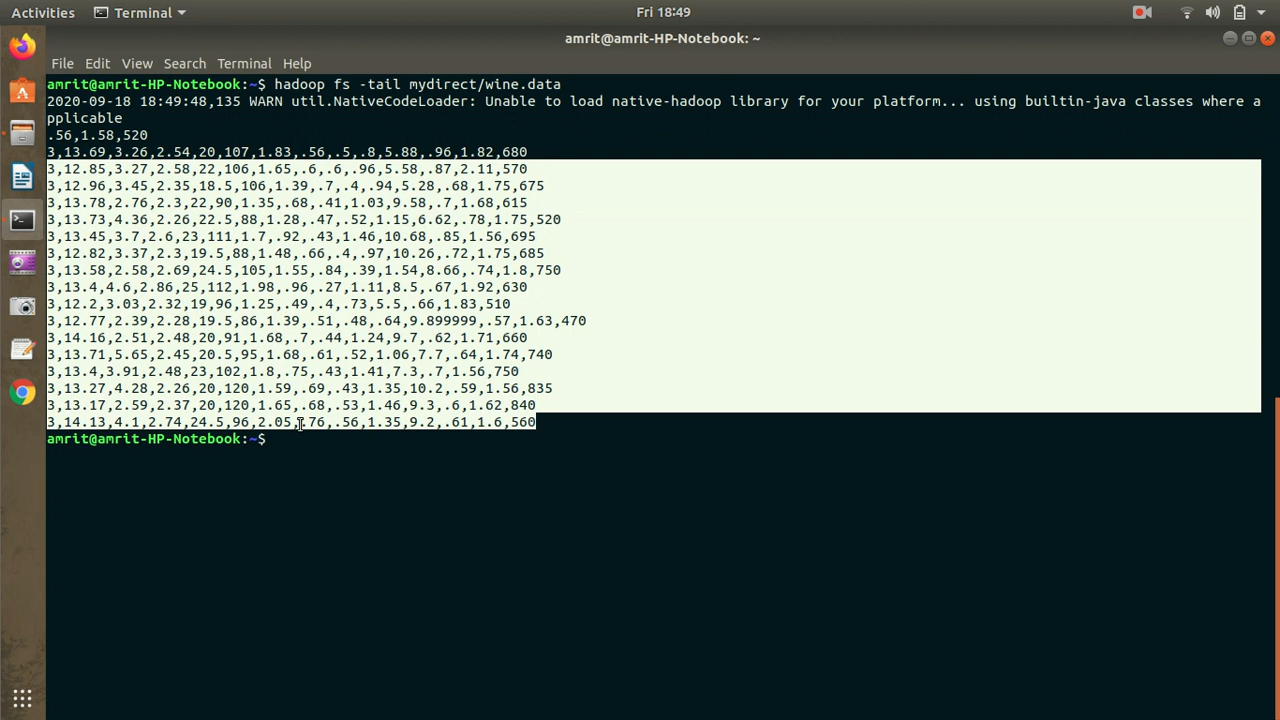 Activities Terminal Fri 18:49
amrit@amrit-HP-Notebook: ~
File Edit View Search Terminal Help
amrit@amrit-HP-Notebook:~$ hadoop fs -tail mydirect/wine.data
2020-09-18 18:49:48,135 WARN util.NativeCodeLoader: Unable to load native-hadoop library for your platform... using builtin-java classes where a
pplicable
.56,1.58,520
3,13.69,3.26,2.54,20,107,1.83,.56,.5,.8,5.88,.96,1.82,680
3,12.85,3.27,2.58,22,106,1.65,.6,.6,.96,5.58,.87,2.11,570
3,12.96,3.45,2.35,18.5,106,1.39,.7,.4,.94,5.28,.68,1.75,675
3,13.78,2.76,2.3,22,90,1.35,.68,.41,1.03,9.58,.7,1.68,615
3,13.73,4.36,2.26,22.5,88,1.28,.47,.52,1.15,6.62,.78,1.75,520
3,13.45,3.7,2.6,23,111,1.7,.92,.43,1.46,10.68,.85,1.56,695
3,12.82,3.37,2.3,19.5,88,1.48,.66,.4,.97,10.26,.72,1.75,685
3,13.58,2.58,2.69,24.5,105,1.55,.84,.39,1.54,8.66,.74,1.8,750
3,13.4,4.6,2.86,25,112,1.98,.96,.27,1.11,8.5,.67,1.92,630
3,12.2,3.03,2.32,19,96,1.25,.49,.4,.73,5.5,.66,1.83,510
3,12.77,2.39,2.28,19.5,86,1.39,.51,.48,.64,9.899999,.57,1.63,470
3,14.16,2.51,2.48,20,91,1.68,.7,.44,1.24,9.7,.62,1.71,660
3,13.71,5.65,2.45,20.5,95,1.68,.61,.52,1.06,7.7,.64,1.74,740
3,13.4,3.91,2.48,23,102,1.8,.75,.43,1.41,7.3,.7,1.56,750
3,13.27,4.28,2.26,20,120,1.59,.69,.43,1.35,10.2,.59,1.56,835
3,13.17,2.59,2.37,20,120,1.65,.68,.53,1.46,9.3,.6,1.62,840
3,14.13,4.1,2.74,24.5,96,2.05,.76,.56,1.35,9.2,.61,1.6,560
amrit@amrit-HP-Notebook:~$